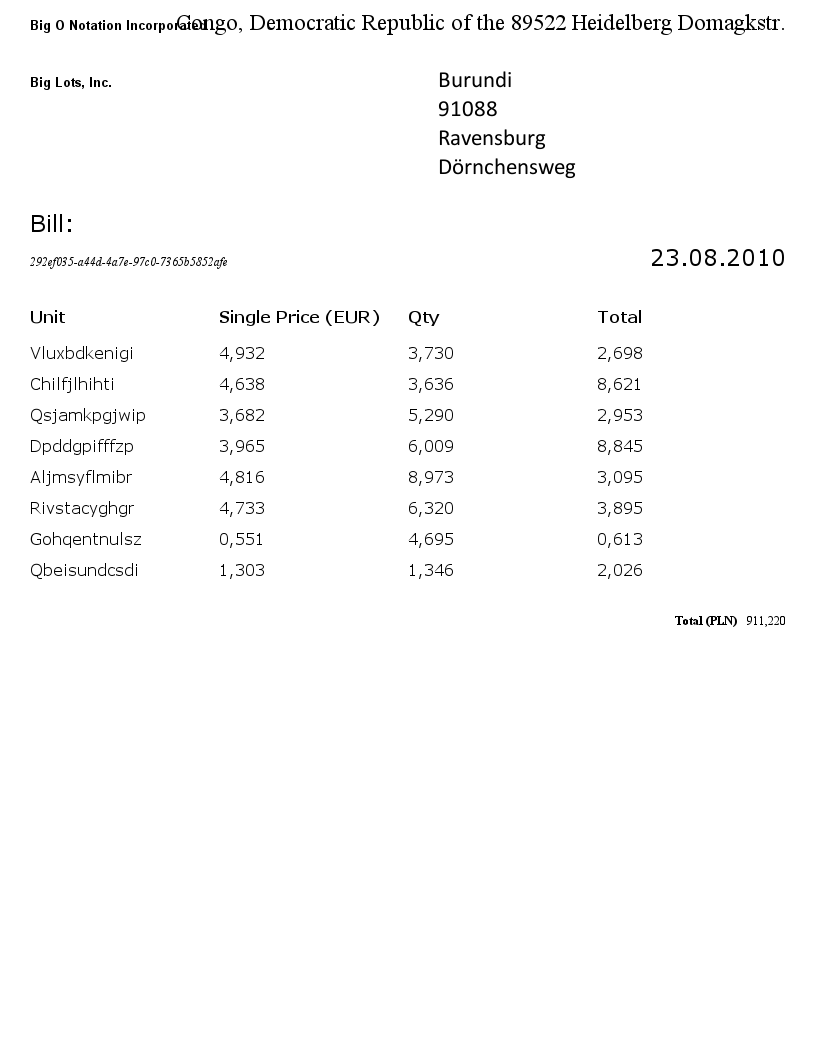 Big O Notation Incorporated Congo, Democratic Republic of the 89522 Heidelberg Domagkstr.
Big Lots, Inc.
Burundi
91088
Ravensburg
Dörnchensweg
Bill:
292ef035-a44d-4a7e-97c0-7365b5852afe 23.08.2010
Unit Single Price (EUR) Qty Total
Vluxbdkenigi 4,932 3,730 2,698
Chilfjlhihti 4,638 3,636 8,621
Qsjamkpgjwip 3,682 5,290 2,953
Dpddgpifffzp 3,965 6,009 8,845
Aljmsyflmibr 4,816 8,973 3,095
Rivstacyghgr 4,733 6,320 3,895
Gohqentnulsz 0,551 4,695 0,613
Qbeisundcsdi 1,303 1,346 2,026
Total (PLN) 911,220